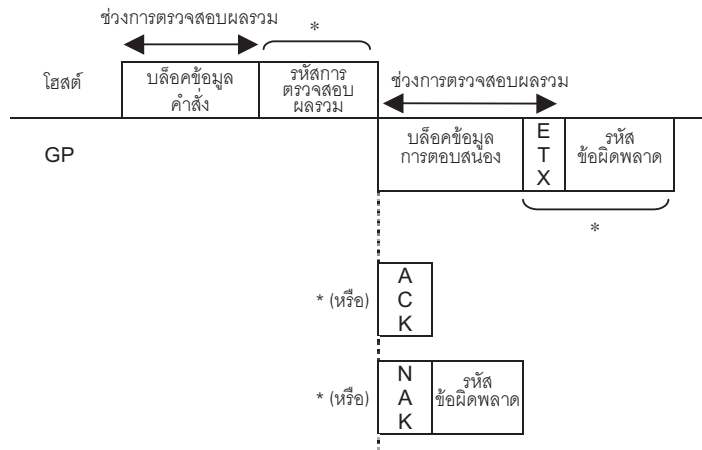 ช่วงการตรวจสอบผลรวม
*
โฮสต์
บล็อคข้อมูล
คำสั่ง
รหัสการ
ตรวจสอบ
ผลรวม
ช่วงการตรวจสอบผลรวม
GP
บล็อคข้อมูล
การตอบสนอง
E
T
X
รหัส
ข้อผิดพลาด
*
* (หรือ)
A
C
K
* (หรือ)
N
A
K
รหัส
ข้อผิดพลาด